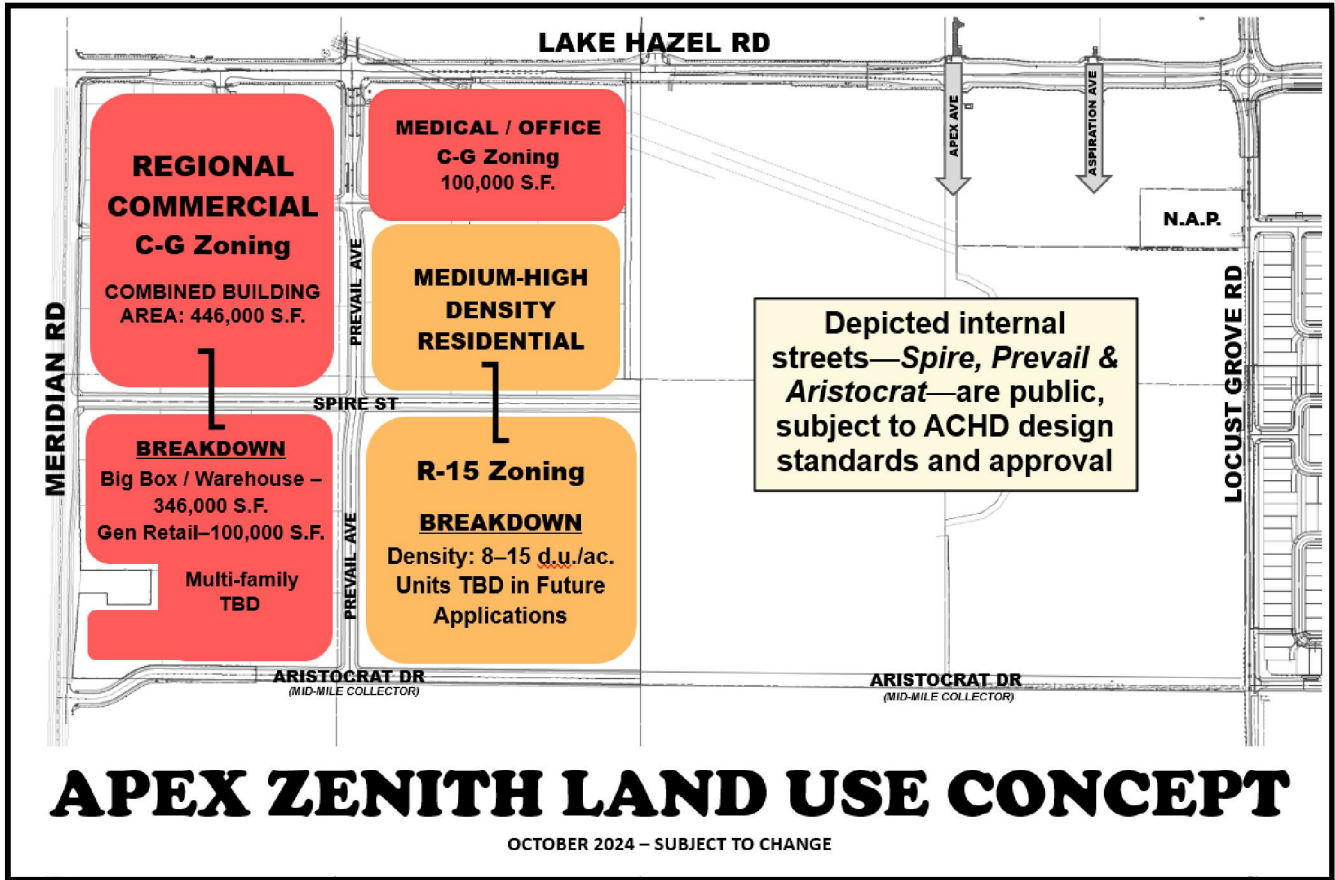 LAKE HAZEL RD
REGIONAL
COMMERCIAL
C-G Zoning
COMBINED BUILDING
AREA: 446,000 S.F.
MEDICAL / OFFICE
C-G Zoning
100,000 S.F.
APEX AVE
ASPIRATION AVE
N.A.P.
PREVAIL AVE
MEDIUM-HIGH
DENSITY
RESIDENTIAL
MERIDIAN RD
LOCUST GROVE RD
Depicted internal
streets—Spire, Prevail &
Aristocrat—are public,
subject to ACHD design
standards and approval
SPIRE ST
BREAKDOWN
Big Box / Warehouse –
346,000 S.F.
Gen Retail–100,000 S.F.
Multi-family
TBD
PREVAIL AVE
R-15 Zoning
BREAKDOWN
Density: 8–15 d.u./ac.
Units TBD in Future
Applications
ARISTOCRAT DR
(MID-MILE COLLECTOR)
ARISTOCRAT DR
(MID-MILE COLLECTOR)
APEX ZENITH LAND USE CONCEPT
OCTOBER 2024 – SUBJECT TO CHANGE